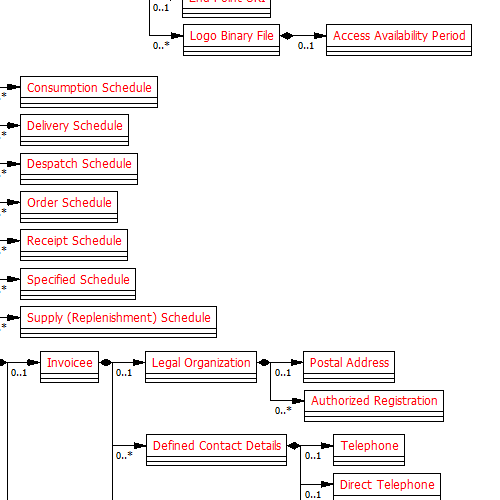 End Point URI
0..1
Logo Binary File
Access Availability Period
0..*
0..1
Consumption Schedule
*
Delivery Schedule
*
Despatch Schedule
*
Order Schedule
*
Receipt Schedule
*
Specified Schedule
*
Supply (Replenishment) Schedule
*
Invoicee
Legal Organization
Postal Address
0..1
0..1
0..1
Authorized Registration
0..*
Defined Contact Details
Telephone
0..*
0..1
Direct Telephone
0..1